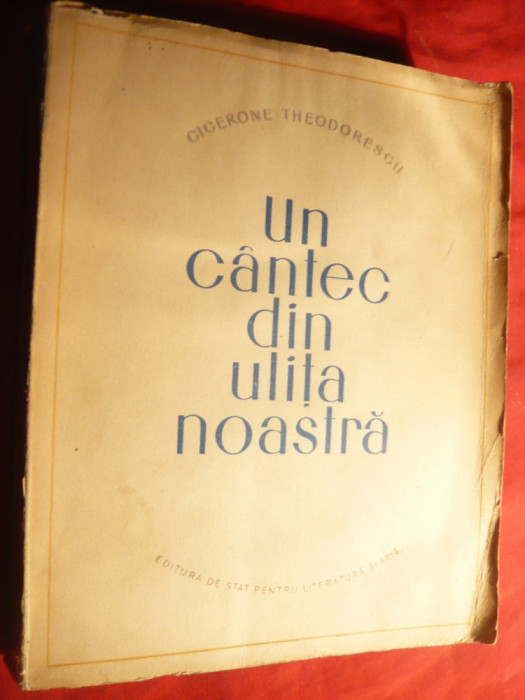 CICERONE THEODORESCU
un
cântec
din
ulița
noastră
EDITURA DE STAT PENTRU LITERATURĂ ȘI ARTĂ